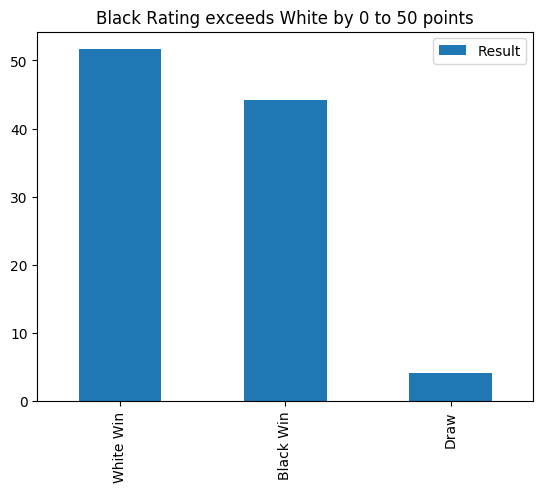 Black Rating exceeds White by 0 to 50 points
Result
50
40
30
20
10
0
White Win
Black Win
Draw